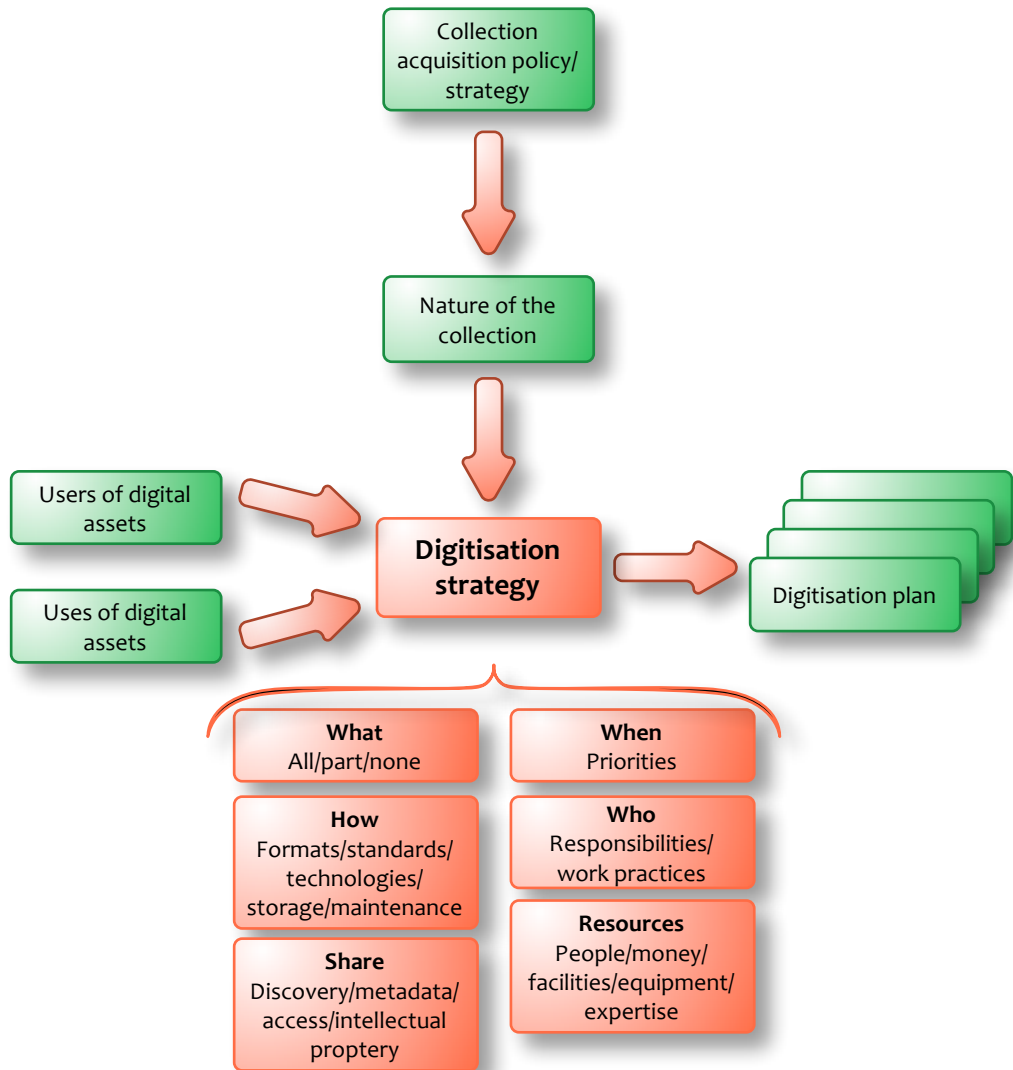 Collection
acquisition policy/
strategy
Nature of the
collection
Users of digital
assets
Uses of digital
assets
Digitisation
strategy
Digitisation plan
What
All/part/none
How
Formats/standards/
technologies/
storage/maintenance
Share
Discovery/metadata/
access/intellectual
proptery
When
Priorities
Who
Responsibilities/
work practices
Resources
People/money/
facilities/equipment/
expertise